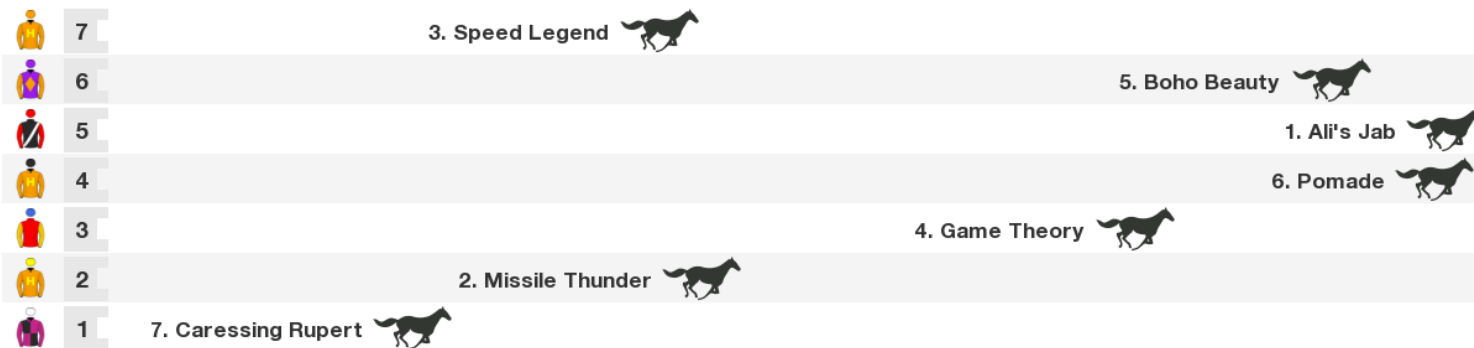 7 3. Speed Legend
6 5. Boho Beauty
5 1. Ali's Jab
4 6. Pomade
3 4. Game Theory
2 2. Missile Thunder
1 7. Caressing Rupert